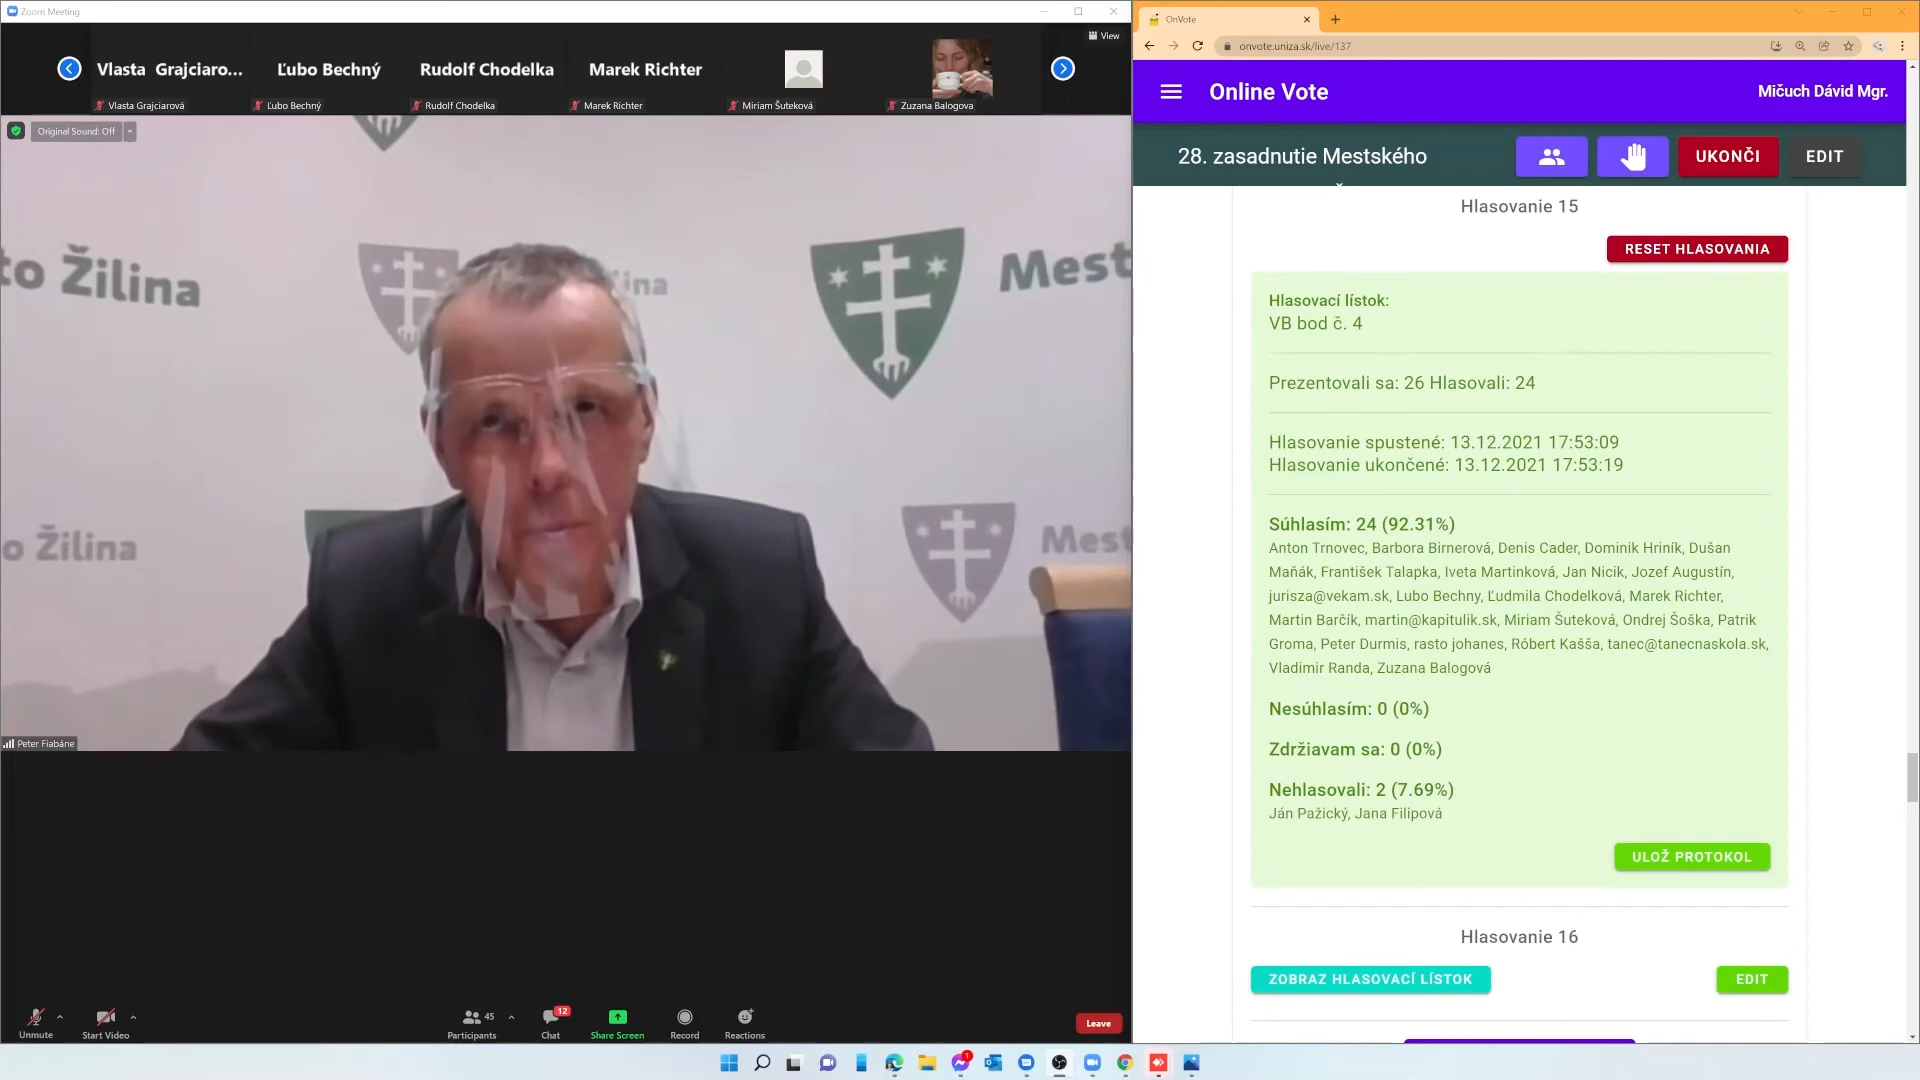 Zoom Meeting
View
Vlasta Grajciaro...
Ľubo Bechný
Rudolf Chodelka
Marek Richter
Vlasta Grajciarová
Ľubo Bechný
Rudolf Chodelka
Marek Richter
Miriam Šuteková
Zuzana Balogova
Original Sound: Off
to Žilina
ina
Mest
o Žilina
Mest
Peter Fiabáne
Unmute
Start Video
45
Participants
12
Chat
Share Screen
Record
Reactions
Leave
OnVote
onvote.uniza.sk/live/137
Online Vote
Mičuch Dávid Mgr.
28. zasadnutie Mestského
UKONČI
EDIT
Hlasovanie 15
RESET HLASOVANIA
Hlasovací lístok:
VB bod č. 4
Prezentovali sa: 26 Hlasovali: 24
Hlasovanie spustené: 13.12.2021 17:53:09
Hlasovanie ukončené: 13.12.2021 17:53:19
Súhlasím: 24 (92.31%)
Anton Trnovec, Barbora Birnerová, Denis Cader, Dominik Hriník, Dušan
Maňák, František Talapka, Iveta Martinková, Jan Nicik, Jozef Augustín,
jurisza@vekam.sk, Lubo Bechny, Ľudmila Chodelková, Marek Richter,
Martin Barčík, martin@kapitulik.sk, Miriam Šuteková, Ondrej Šoška, Patrik
Groma, Peter Durmis, rasto johanes, Róbert Kašša, tanec@tanecnaskola.sk,
Vladimir Randa, Zuzana Balogová
Nesúhlasím: 0 (0%)
Zdržiavam sa: 0 (0%)
Nehlasovali: 2 (7.69%)
Ján Pažický, Jana Filipová
ULOŽ PROTOKOL
Hlasovanie 16
ZOBRAZ HLASOVACÍ LÍSTOK
EDIT
1